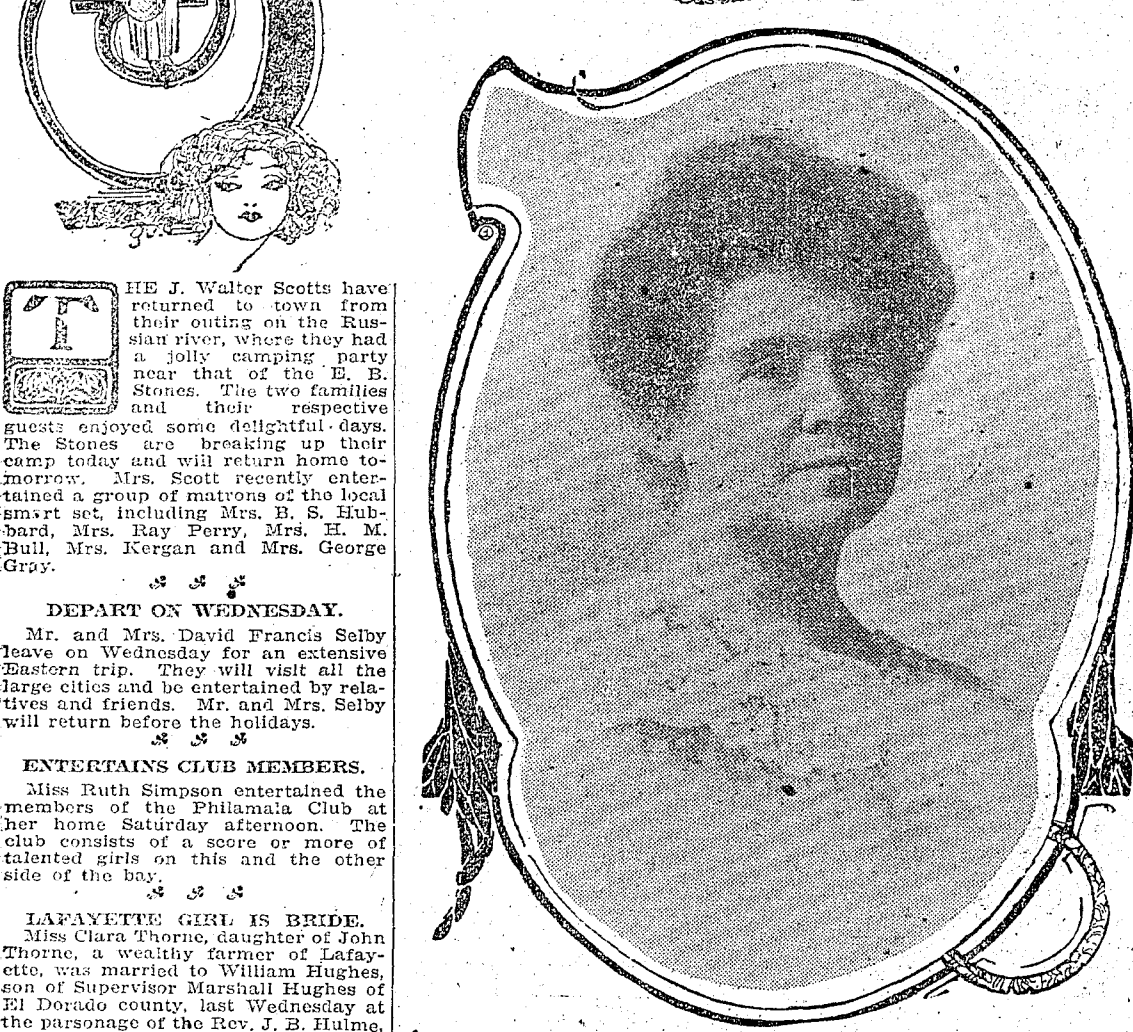 THE J. Walter Scotts have
returned to town from
their outing on the Rus-
sian river, where they had
a jolly camping party
near that of the E. B.
Stones. The two families
and their respective
guests enjoyed some delightful days.
The Stones are breaking up their
camp today and will return home to-
morrow. Mrs. Scott recently enter-
tained a group of matrons of the local
smart set, including Mrs. B. S. Hub-
bard, Mrs. Ray Perry, Mrs. H. M.
Bull, Mrs. Kergan and Mrs. George
Gray.
DEPART ON WEDNESDAY.
Mr. and Mrs. David Francis Selby
leave on Wednesday for an extensive
Eastern trip. They will visit all the
large cities and be entertained by rela-
tives and friends. Mr. and Mrs. Selby
will return before the holidays.
ENTERTAINS CLUB MEMBERS.
Miss Ruth Simpson entertained the
members of the Philamala Club at
her home Saturday afternoon. The
club consists of a score or more of
talented girls on this and the other
side of the bay.
LAFAYETTE GIRL IS BRIDE.
Miss Clara Thorne, daughter of John
Thorne, a wealthy farmer of Lafay-
ette, was married to William Hughes,
son of Supervisor Marshall Hughes of
El Dorado county, last Wednesday at
the parsonage of the Rev. J. B. Hulme,